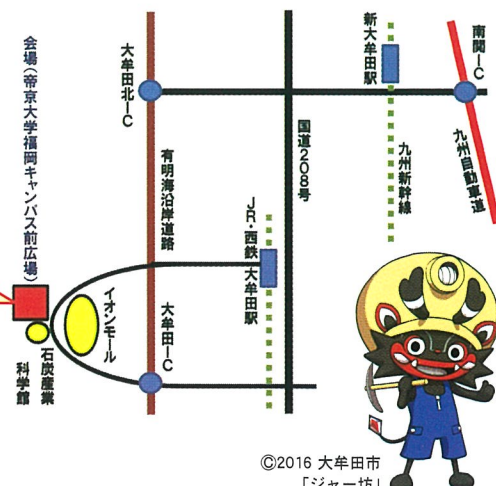 会場(帝京大学福岡キャンパス前広場)
大牟田北IC
新大牟田駅
南関IC
九州自動車道
九州新幹線
国道208号
有明海沿岸道路
JR・西鉄 大牟田駅
大牟田IC
イオンモール
石炭産業
科学館
©2016 大牟田市
「ジャー坊」